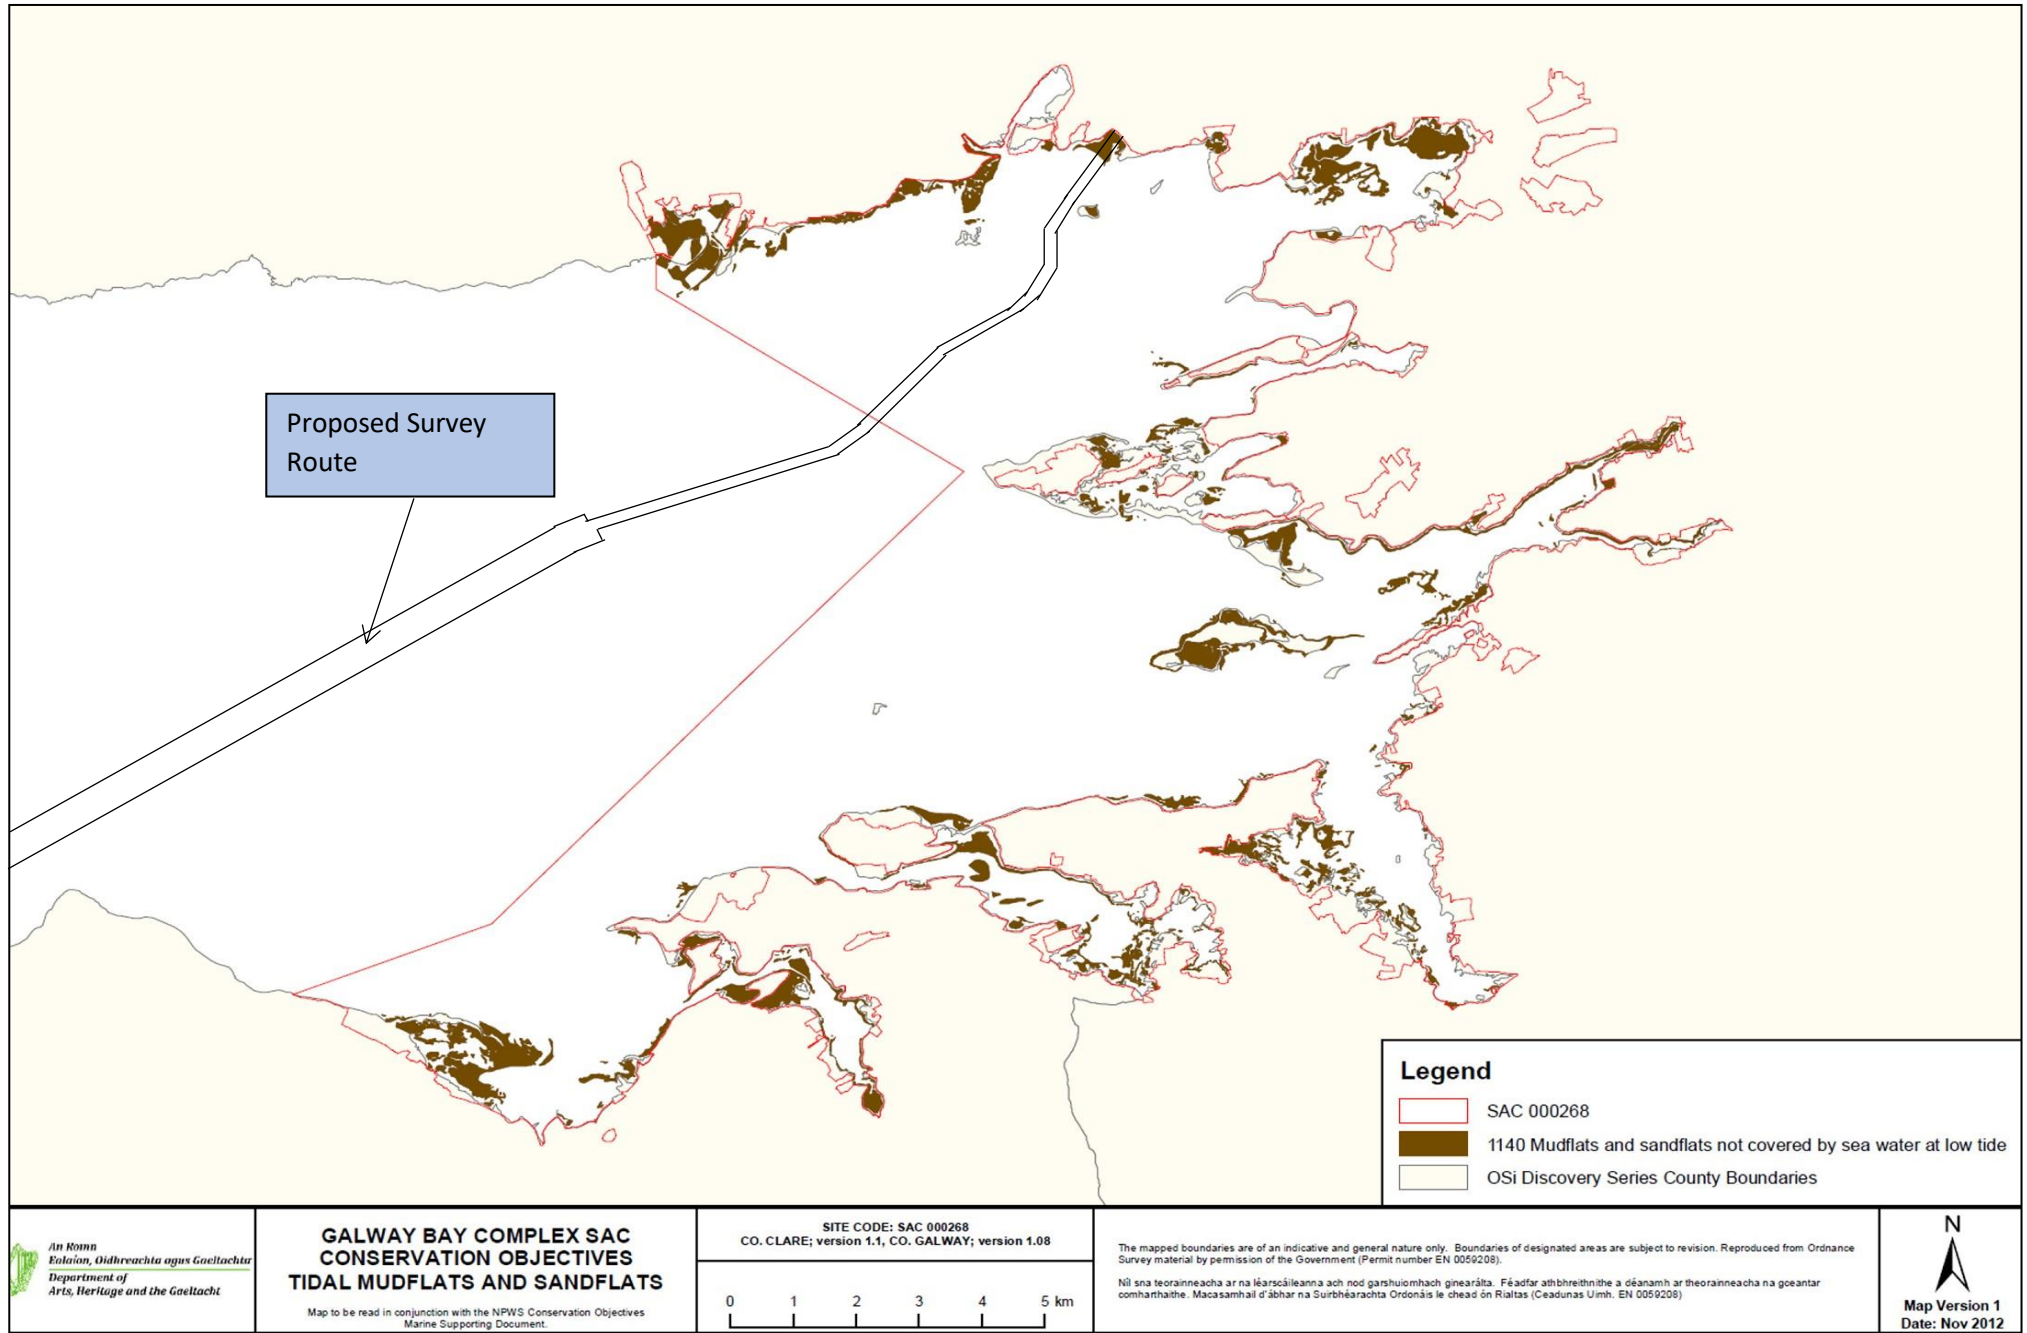 Proposed Survey
Route
Legend
SAC 000268
1140 Mudflats and sandflats not covered by sea water at low tide
OSi Discovery Series County Boundaries
An Roinn
Ealaíon, Oidhreachta agus Gaeltachta
Department of
Arts, Heritage and the Gaeltacht
GALWAY BAY COMPLEX SAC
CONSERVATION OBJECTIVES
TIDAL MUDFLATS AND SANDFLATS
Map to be read in conjunction with the NPWS Conservation Objectives
Marine Supporting Document.
SITE CODE: SAC 000268
CO. CLARE; version 1.1, CO. GALWAY; version 1.08
0 1 2 3 4 5 km
The mapped boundaries are of an indicative and general nature only. Boundaries of designated areas are subject to revision. Reproduced from Ordnance
Survey material by permission of the Government (Permit number EN 0059208).
Níl sna teorainneacha ar na léarscáileanna ach nod garshuiomhach ginearálta. Féadfar athbhreithnithe a déanamh ar theorainneacha na gceantar
comharthaithe. Macasamhail d'ábhar na Suirbhéarachta Ordonáis le chead ón Rialtas (Ceadunas Uimh. EN 0059208)
N
Map Version 1
Date: Nov 2012